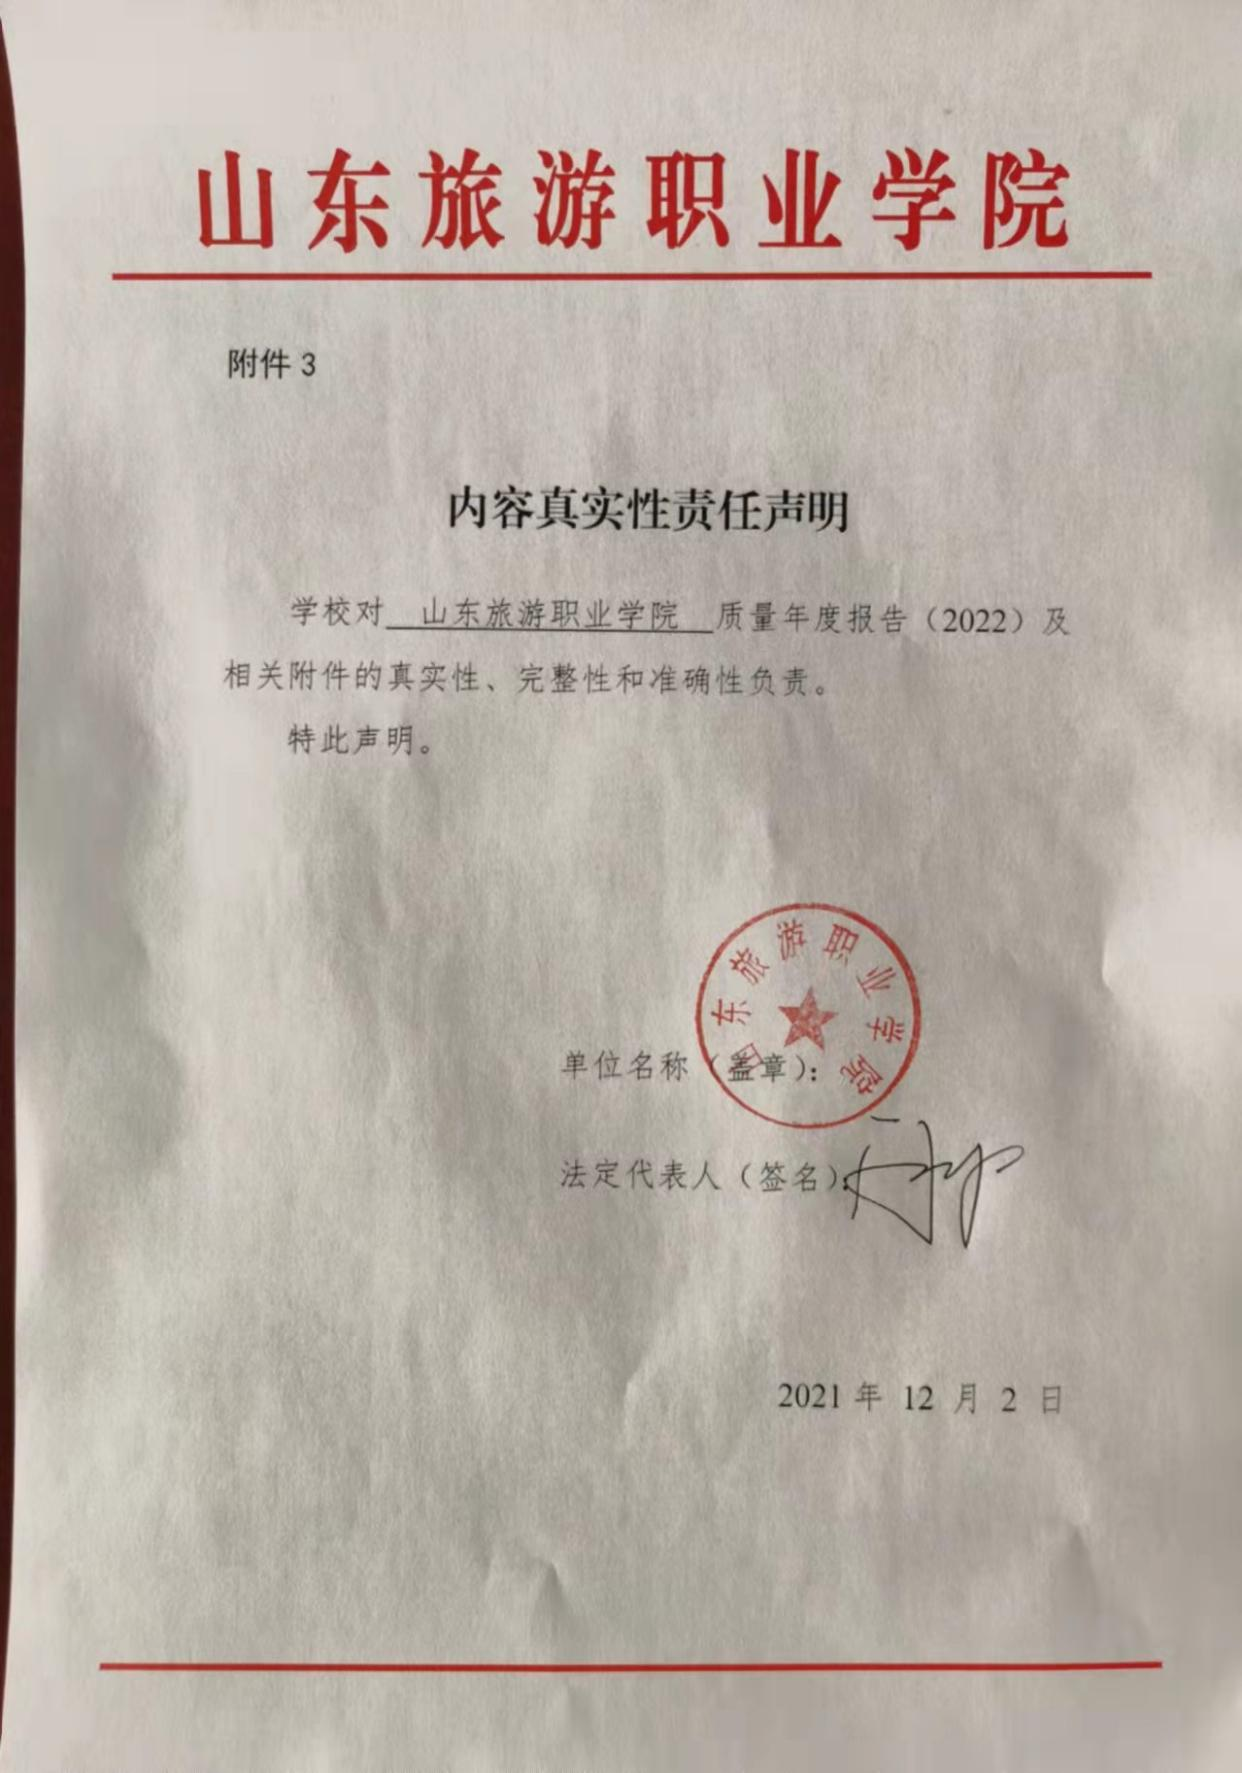 山东旅游职业学院
附件 3
内容真实性责任声明
学校对 山东旅游职业学院 质量年度报告（2022）及
相关附件的真实性、完整性和准确性负责。
特此声明。
山东旅游职业学院
单位名称（盖章）：
法定代表人（签名）：
2021 年 12 月 2 日